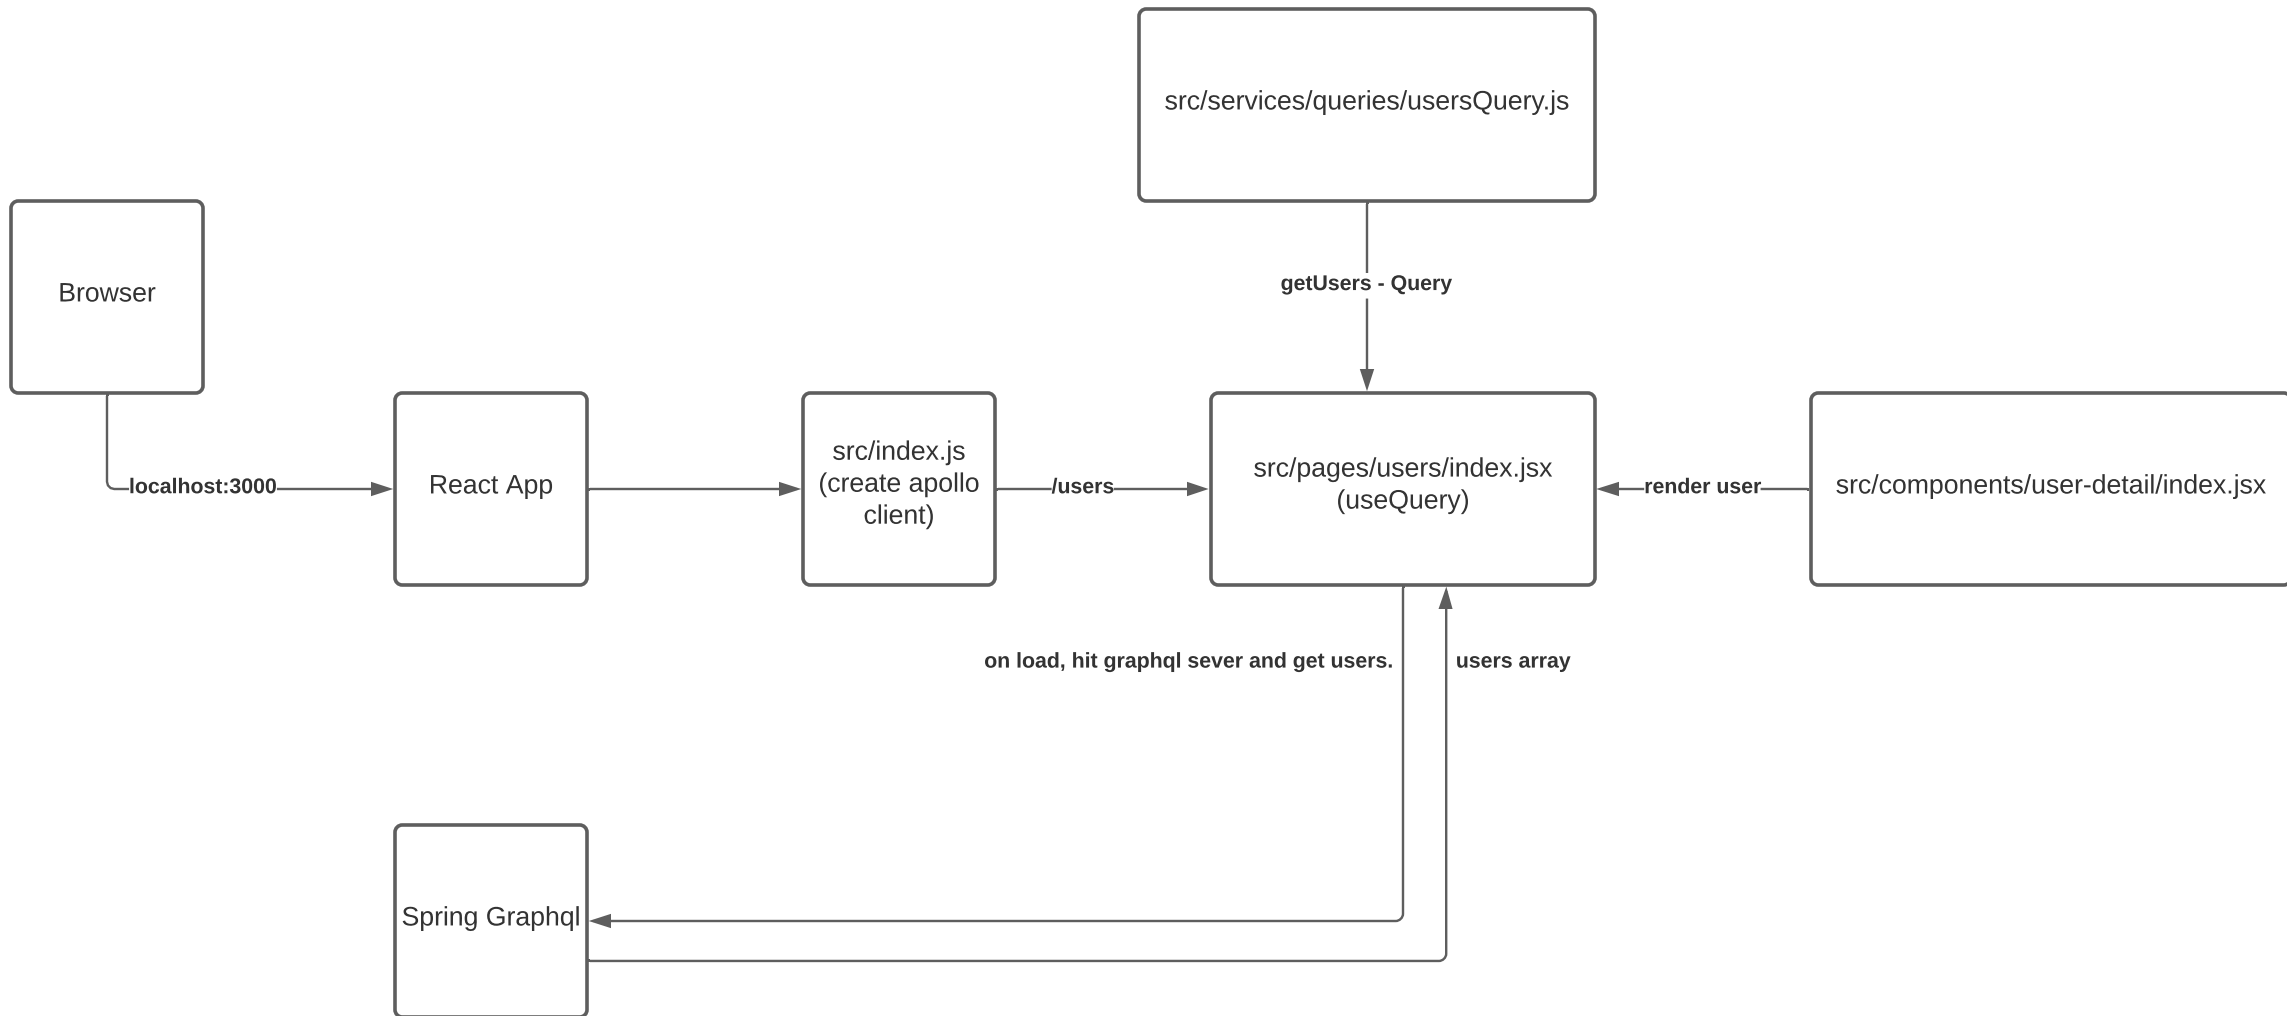 src/services/queries/usersQuery.js
Browser
getUsers - Query
localhost:3000
React App
src/index.js
(create apollo
client)
/users
src/pages/users/index.jsx
(useQuery)
render user
src/components/user-detail/index.jsx
on load, hit graphql sever and get users.
users array
Spring Graphql